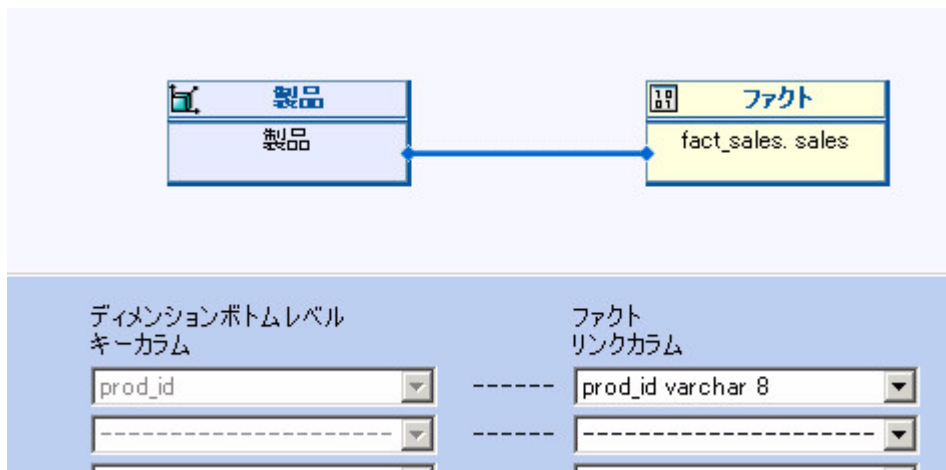 製品
製品
ファクト
fact_sales. sales
ディメンションボトムレベル
キーカラム
ファクト
リンクカラム
prod_id
prod_id varchar 8